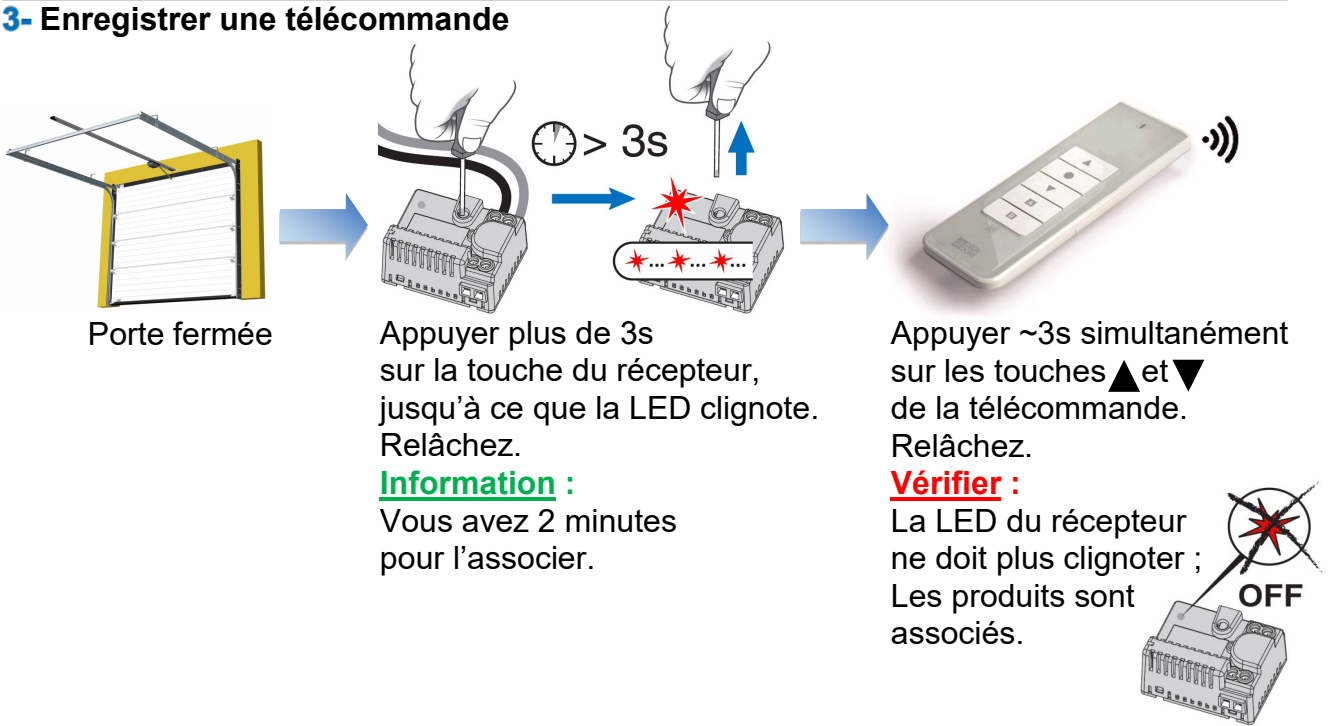 3- Enregistrer une télécommande
> 3s
Porte fermée
Appuyer plus de 3s
sur la touche du récepteur,
jusqu’à ce que la LED clignote.
Relâchez.
Information :
Vous avez 2 minutes
pour l’associer.
Appuyer ~3s simultanément
sur les touches▲et▼
de la télécommande.
Relâchez.
Vérifier :
La LED du récepteur
ne doit plus clignoter ;
Les produits sont
associés.
OFF